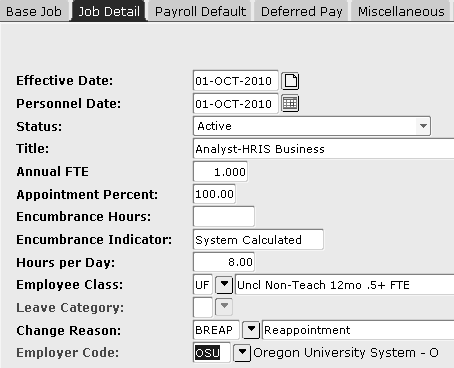 Base Job Job Detail Payroll Default Deferred Pay Miscellaneous
Effective Date: 01-OCT-2010
Personnel Date: 01-OCT-2010
Status: Active
Title: Analyst-HRIS Business
Annual FTE 1.000
Appointment Percent: 100.00
Encumbrance Hours:
Encumbrance Indicator: System Calculated
Hours per Day: 8.00
Employee Class: UF Uncl Non-Teach 12mo .5+ FTE
Leave Category:
Change Reason: BREAP Reappointment
Employer Code: OSU Oregon University System - O